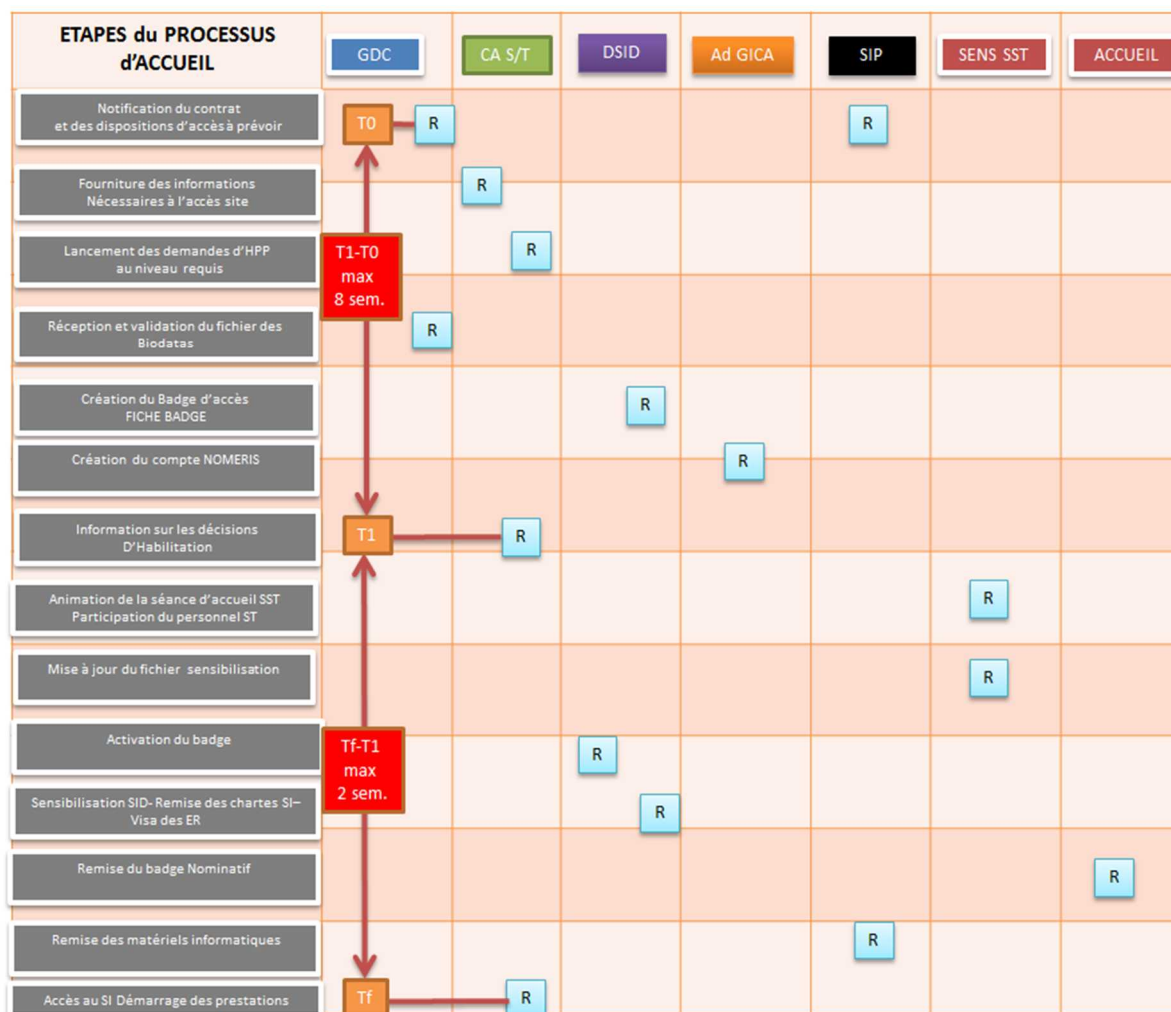 ETAPES du PROCESSUS
d'ACCUEIL
GDC
CA S/T
DSID
Ad GICA
SIP
SENS SST
ACCUEIL
Notification du contrat
et des dispositions d'accès à prévoir
T0
R
R
Fourniture des informations
Nécessaires à l'accès site
R
Lancement des demandes d'HPP
au niveau requis
T1-T0
max
8 sem.
R
Réception et validation du fichier des
Biodatas
R
Création du Badge d'accès
FICHE BADGE
R
Création du compte NOMERIS
R
Information sur les décisions
D'Habilitation
T1
R
Animation de la séance d'accueil SST
Participation du personnel ST
R
Mise à jour du fichier sensibilisation
R
Activation du badge
Tf-T1
max
2 sem.
R
Sensibilisation SID- Remise des chartes SI–
Visa des ER
R
Remise du badge Nominatif
R
Remise des matériels informatiques
R
Accès au SI Démarrage des prestations
Tf
R